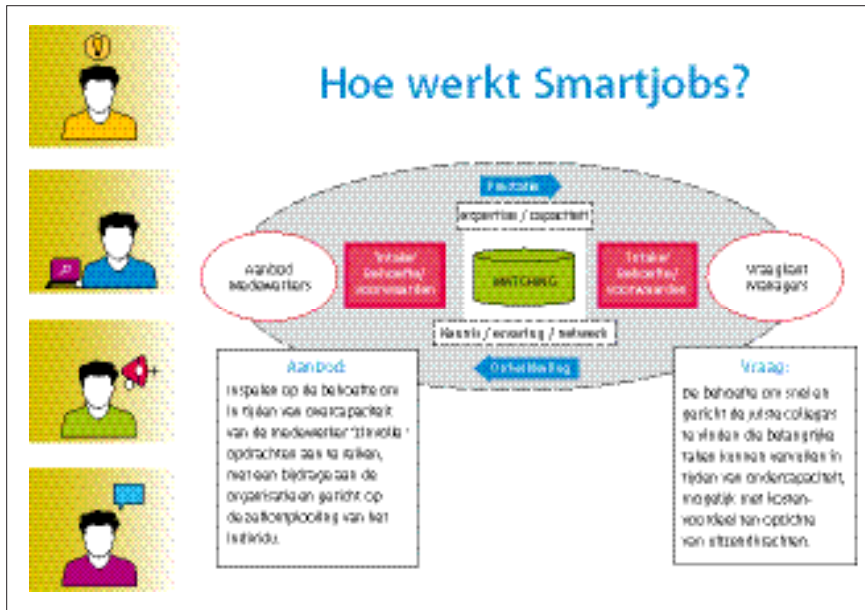 Hoe werkt Smartjobs?
Prestatie
expertise / capaciteit
Aanbod
Medewerkers
'Intake'
Behoefte/
voorwaarden
MATCHING
'Intake'
Behoefte/
voorwaarden
Vraagkant
Managers
Kennis / ervaring / netwerk
Ontwikkeling
Aanbod:
Inspelen op de behoefte om
in tijden van overcapaciteit
van de medewerker 'zinvolle'
opdrachten aan te reiken,
met een bijdrage aan de
organisatie en gericht op
de zelfontplooiing van het
individu.
Vraag:
De behoefte om snel en
gericht de juiste collega's
te vinden die belangrijke
taken kunnen vervullen in
tijden van ondercapaciteit,
mogelijk met kosten-
voordeel ten opzichte
van uitzendkrachten.